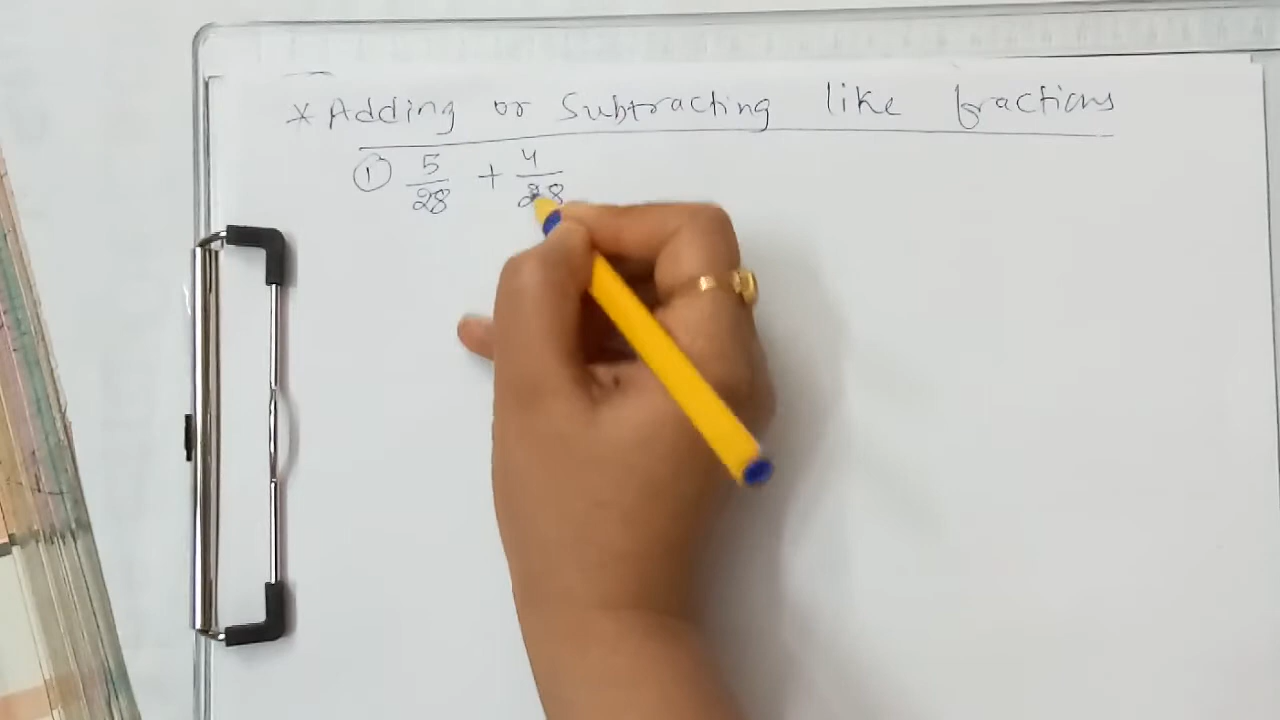 * Adding or Subtracting like fractions
① 5/28 + 4/28